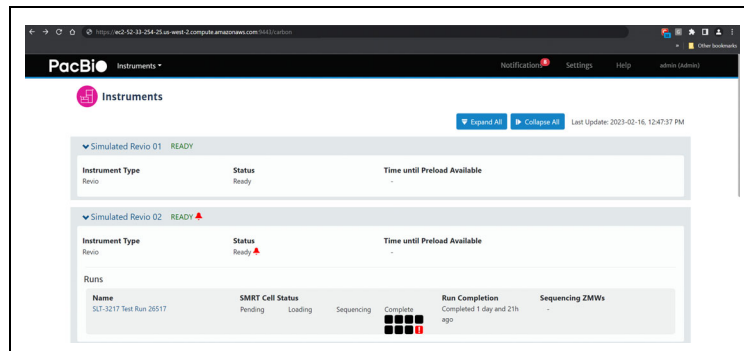 https://ec2-52-33-254-25.us-west-2.compute.amazonaws.com:9443/carbon
Other bookmarks
PacBio Instruments Notifications 8 Settings Help admin (Admin)
Instruments
Expand All Collapse All Last Update: 2023-02-16, 12:47:37 PM
Simulated Revio 01 READY
Instrument Type Status Time until Preload Available
Revio Ready -
Simulated Revio 02 READY
Instrument Type Status Time until Preload Available
Revio Ready -
Runs
Name SMRT Cell Status Run Completion Sequencing ZMWs
SLT-3217 Test Run 26517 Pending Loading Sequencing Complete Completed 1 day and 21h ago -